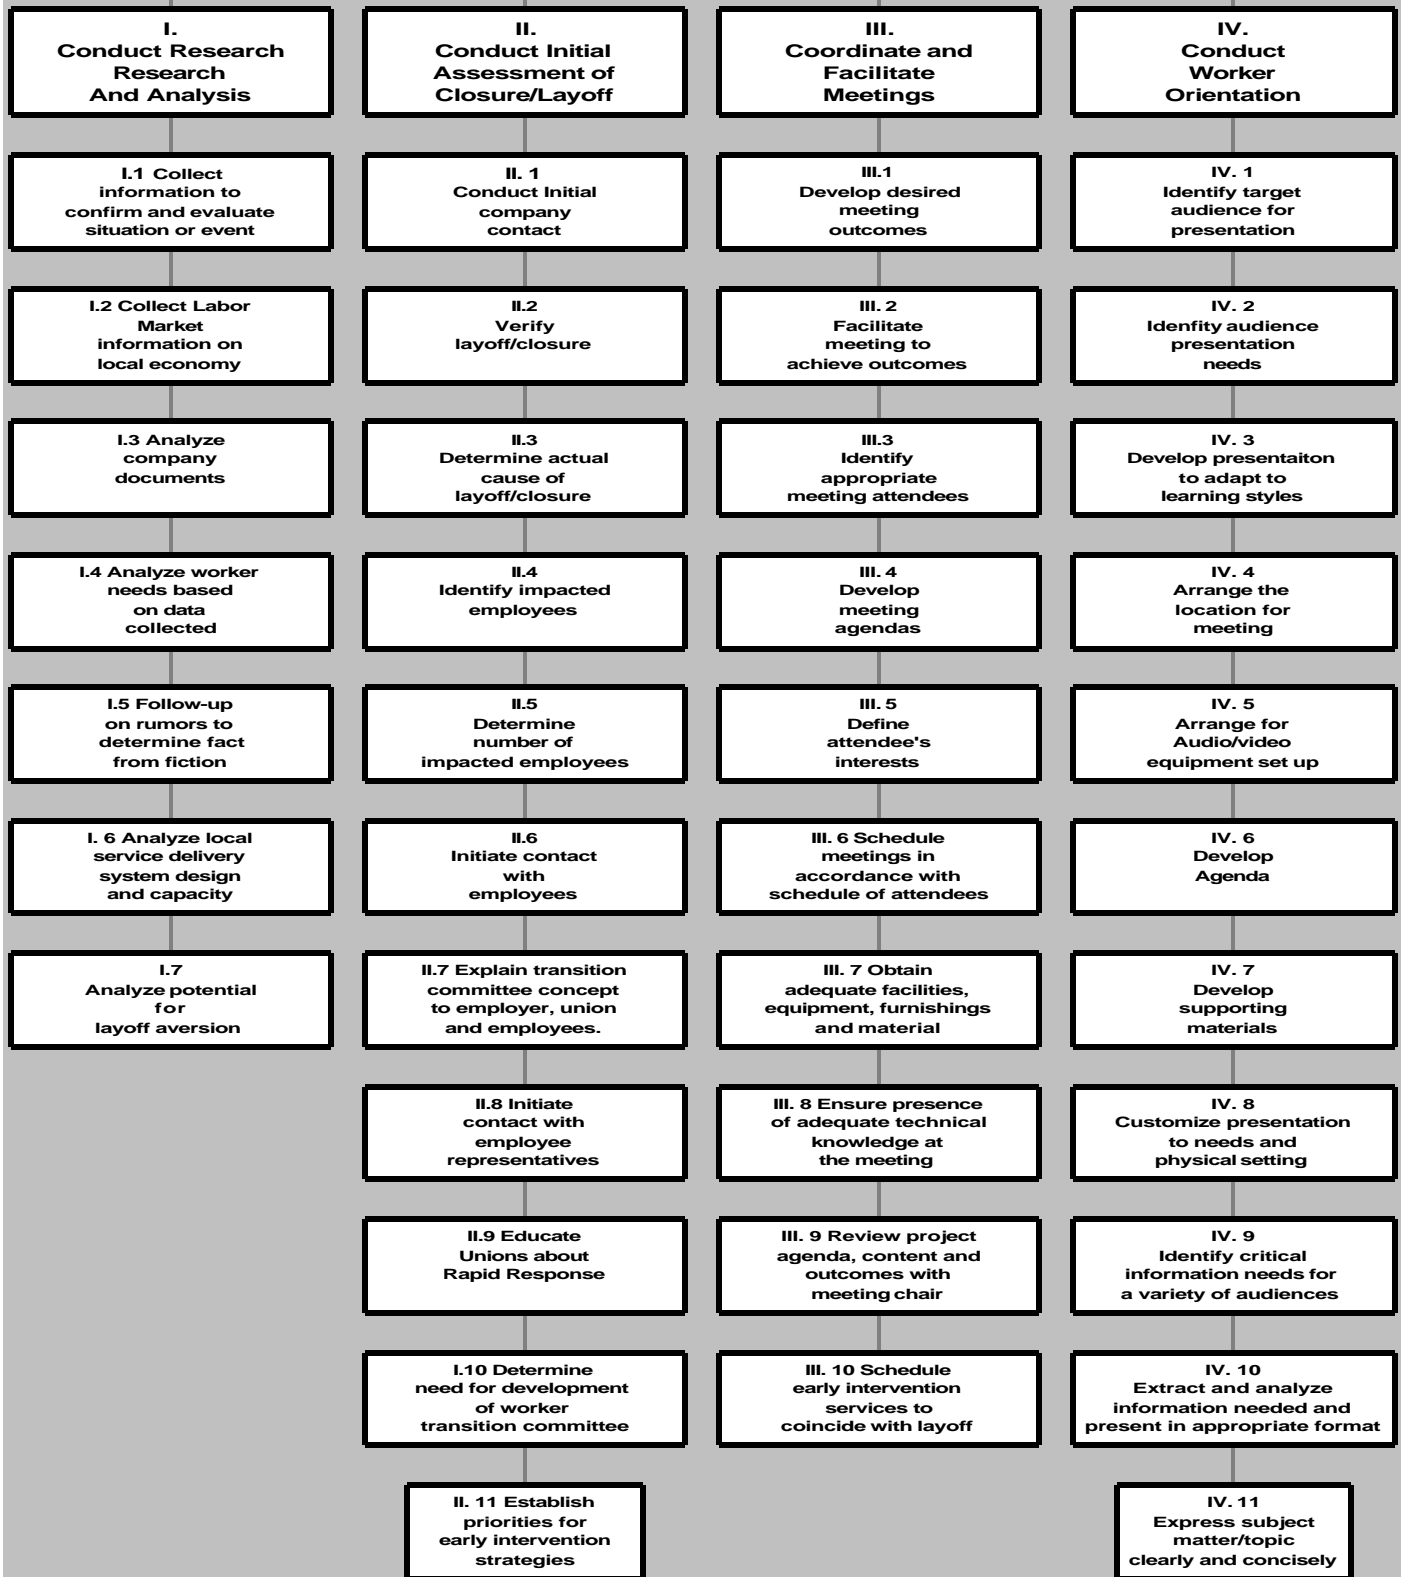 I.
Conduct Research
Research
And Analysis
I.1 Collect
information to
confirm and evaluate
situation or event
I.2 Collect Labor
Market
information on
local economy
I.3 Analyze
company
documents
I.4 Analyze worker
needs based
on data
collected
I.5 Follow-up
on rumors to
determine fact
from fiction
I. 6 Analyze local
service delivery
system design
and capacity
I.7
Analyze potential
for
layoff aversion
II.
Conduct Initial
Assessment of
Closure/Layoff
II. 1
Conduct Initial
company
contact
II.2
Verify
layoff/closure
II.3
Determine actual
cause of
layoff/closure
II.4
Identify impacted
employees
II.5
Determine
number of
impacted employees
II.6
Initiate contact
with
employees
II.7 Explain transition
committee concept
to employer, union
and employees.
II.8 Initiate
contact with
employee
representatives
II.9 Educate
Unions about
Rapid Response
I.10 Determine
need for development
of worker
transition committee
II. 11 Establish
priorities for
early intervention
strategies
III.
Coordinate and
Facilitate
Meetings
III.1
Develop desired
meeting
outcomes
III. 2
Facilitate
meeting to
achieve outcomes
III.3
Identify
appropriate
meeting attendees
III. 4
Develop
meeting
agendas
III. 5
Define
attendee's
interests
III. 6 Schedule
meetings in
accordance with
schedule of attendees
III. 7 Obtain
adequate facilities,
equipment, furnishings
and material
III. 8 Ensure presence
of adequate technical
knowledge at
the meeting
III. 9 Review project
agenda, content and
outcomes with
meeting chair
III. 10 Schedule
early intervention
services to
coincide with layoff
IV.
Conduct
Worker
Orientation
IV. 1
Identify target
audience for
presentation
IV. 2
Idenfity audience
presentation
needs
IV. 3
Develop presentaiton
to adapt to
learning styles
IV. 4
Arrange the
location for
meeting
IV. 5
Arrange for
Audio/video
equipment set up
IV. 6
Develop
Agenda
IV. 7
Develop
supporting
materials
IV. 8
Customize presentation
to needs and
physical setting
IV. 9
Identify critical
information needs for
a variety of audiences
IV. 10
Extract and analyze
information needed and
present in appropriate format
IV. 11
Express subject
matter/topic
clearly and concisely